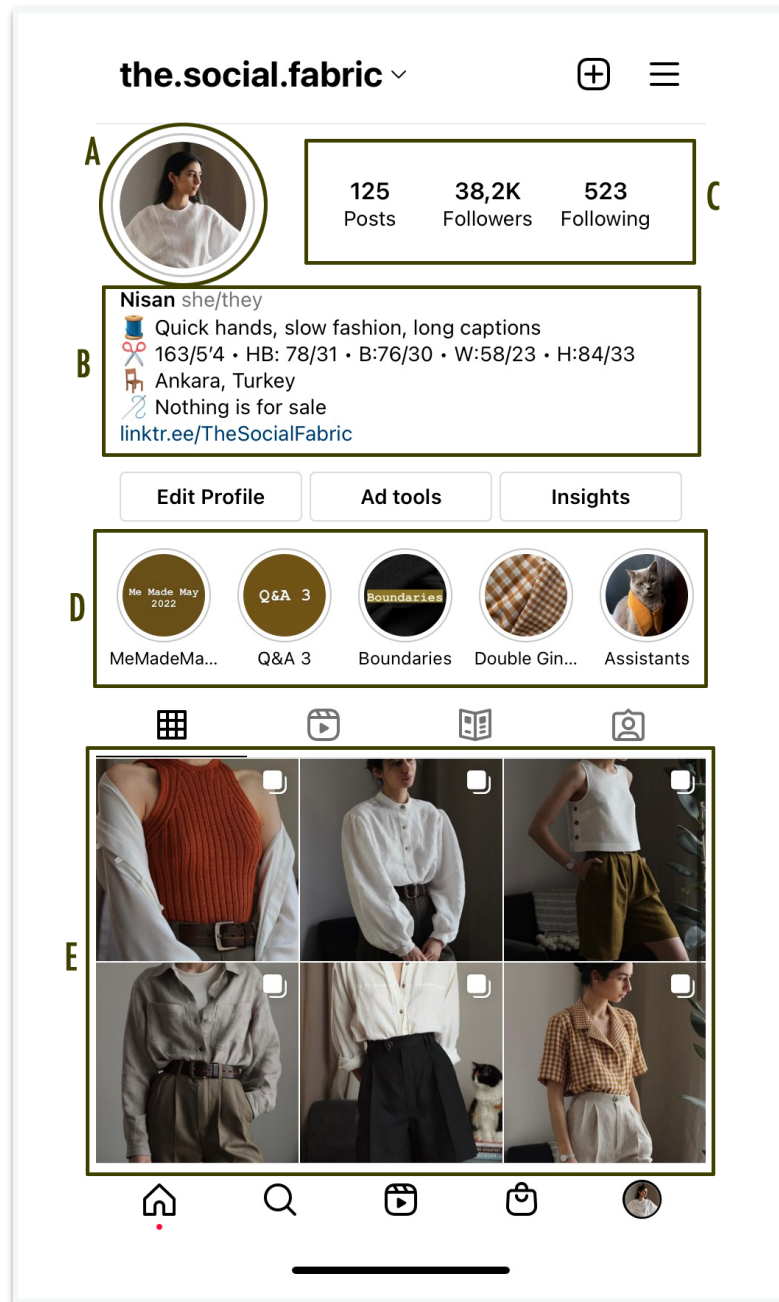 the.social.fabric
A
125 38,2K 523
Posts Followers Following
C
Nisan she/they
🧵 Quick hands, slow fashion, long captions
✂️ 163/5'4 • HB: 78/31 • B:76/30 • W:58/23 • H:84/33
B
🪑 Ankara, Turkey
🪡 Nothing is for sale
linktr.ee/TheSocialFabric
Edit Profile Ad tools Insights
D
Me Made May
2022
Q&A 3
Boundaries
MeMadeMa... Q&A 3 Boundaries Double Gin... Assistants
E